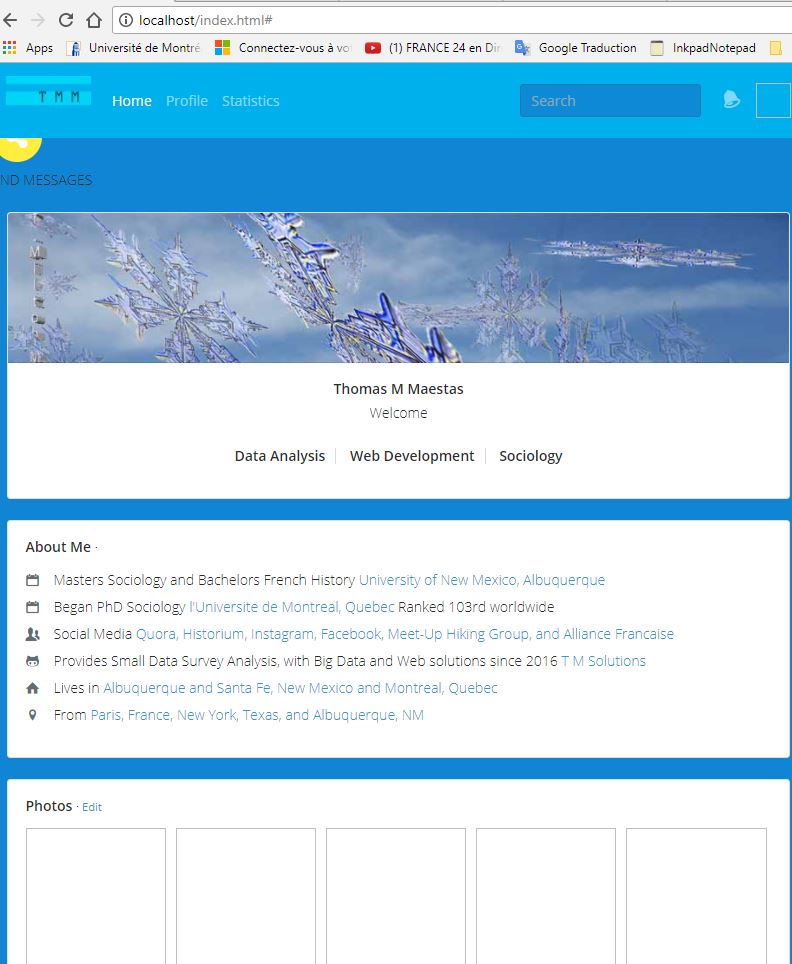 localhost/index.html#
Apps Université de Montré Connectez-vous à vo (1) FRANCE 24 en Dir Google Traduction InkpadNotepad
T M M Home Profile Statistics Search
ND MESSAGES
Thomas M Maestas
Welcome
Data Analysis Web Development Sociology
About Me ·
Masters Sociology and Bachelors French History University of New Mexico, Albuquerque
Began PhD Sociology l'Universite de Montreal, Quebec Ranked 103rd worldwide
Social Media Quora, Historium, Instagram, Facebook, Meet-Up Hiking Group, and Alliance Francaise
Provides Small Data Survey Analysis, with Big Data and Web solutions since 2016 T M Solutions
Lives in Albuquerque and Santa Fe, New Mexico and Montreal, Quebec
From Paris, France, New York, Texas, and Albuquerque, NM
Photos · Edit